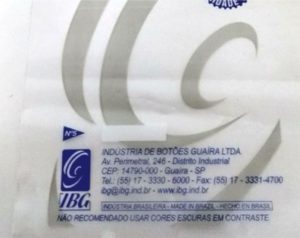 DADE
Nº5
INDÚSTRIA DE BOTÕES GUAÍRA LTDA.
Av. Perimetral, 246 - Distrito Industrial
CEP: 14790-000 - Guaíra - SP
Tel.: (55) 17 - 3330 - 6000 - Fax: (55) 17 - 3331-4700
ibg@ibg.ind.br - www.ibg.ind.br
IBG
INDÚSTRIA BRASILEIRA - MADE IN BRAZIL - HECHO EN BRASIL
NÃO RECOMENDADO USAR CORES ESCURAS EM CONTRASTE